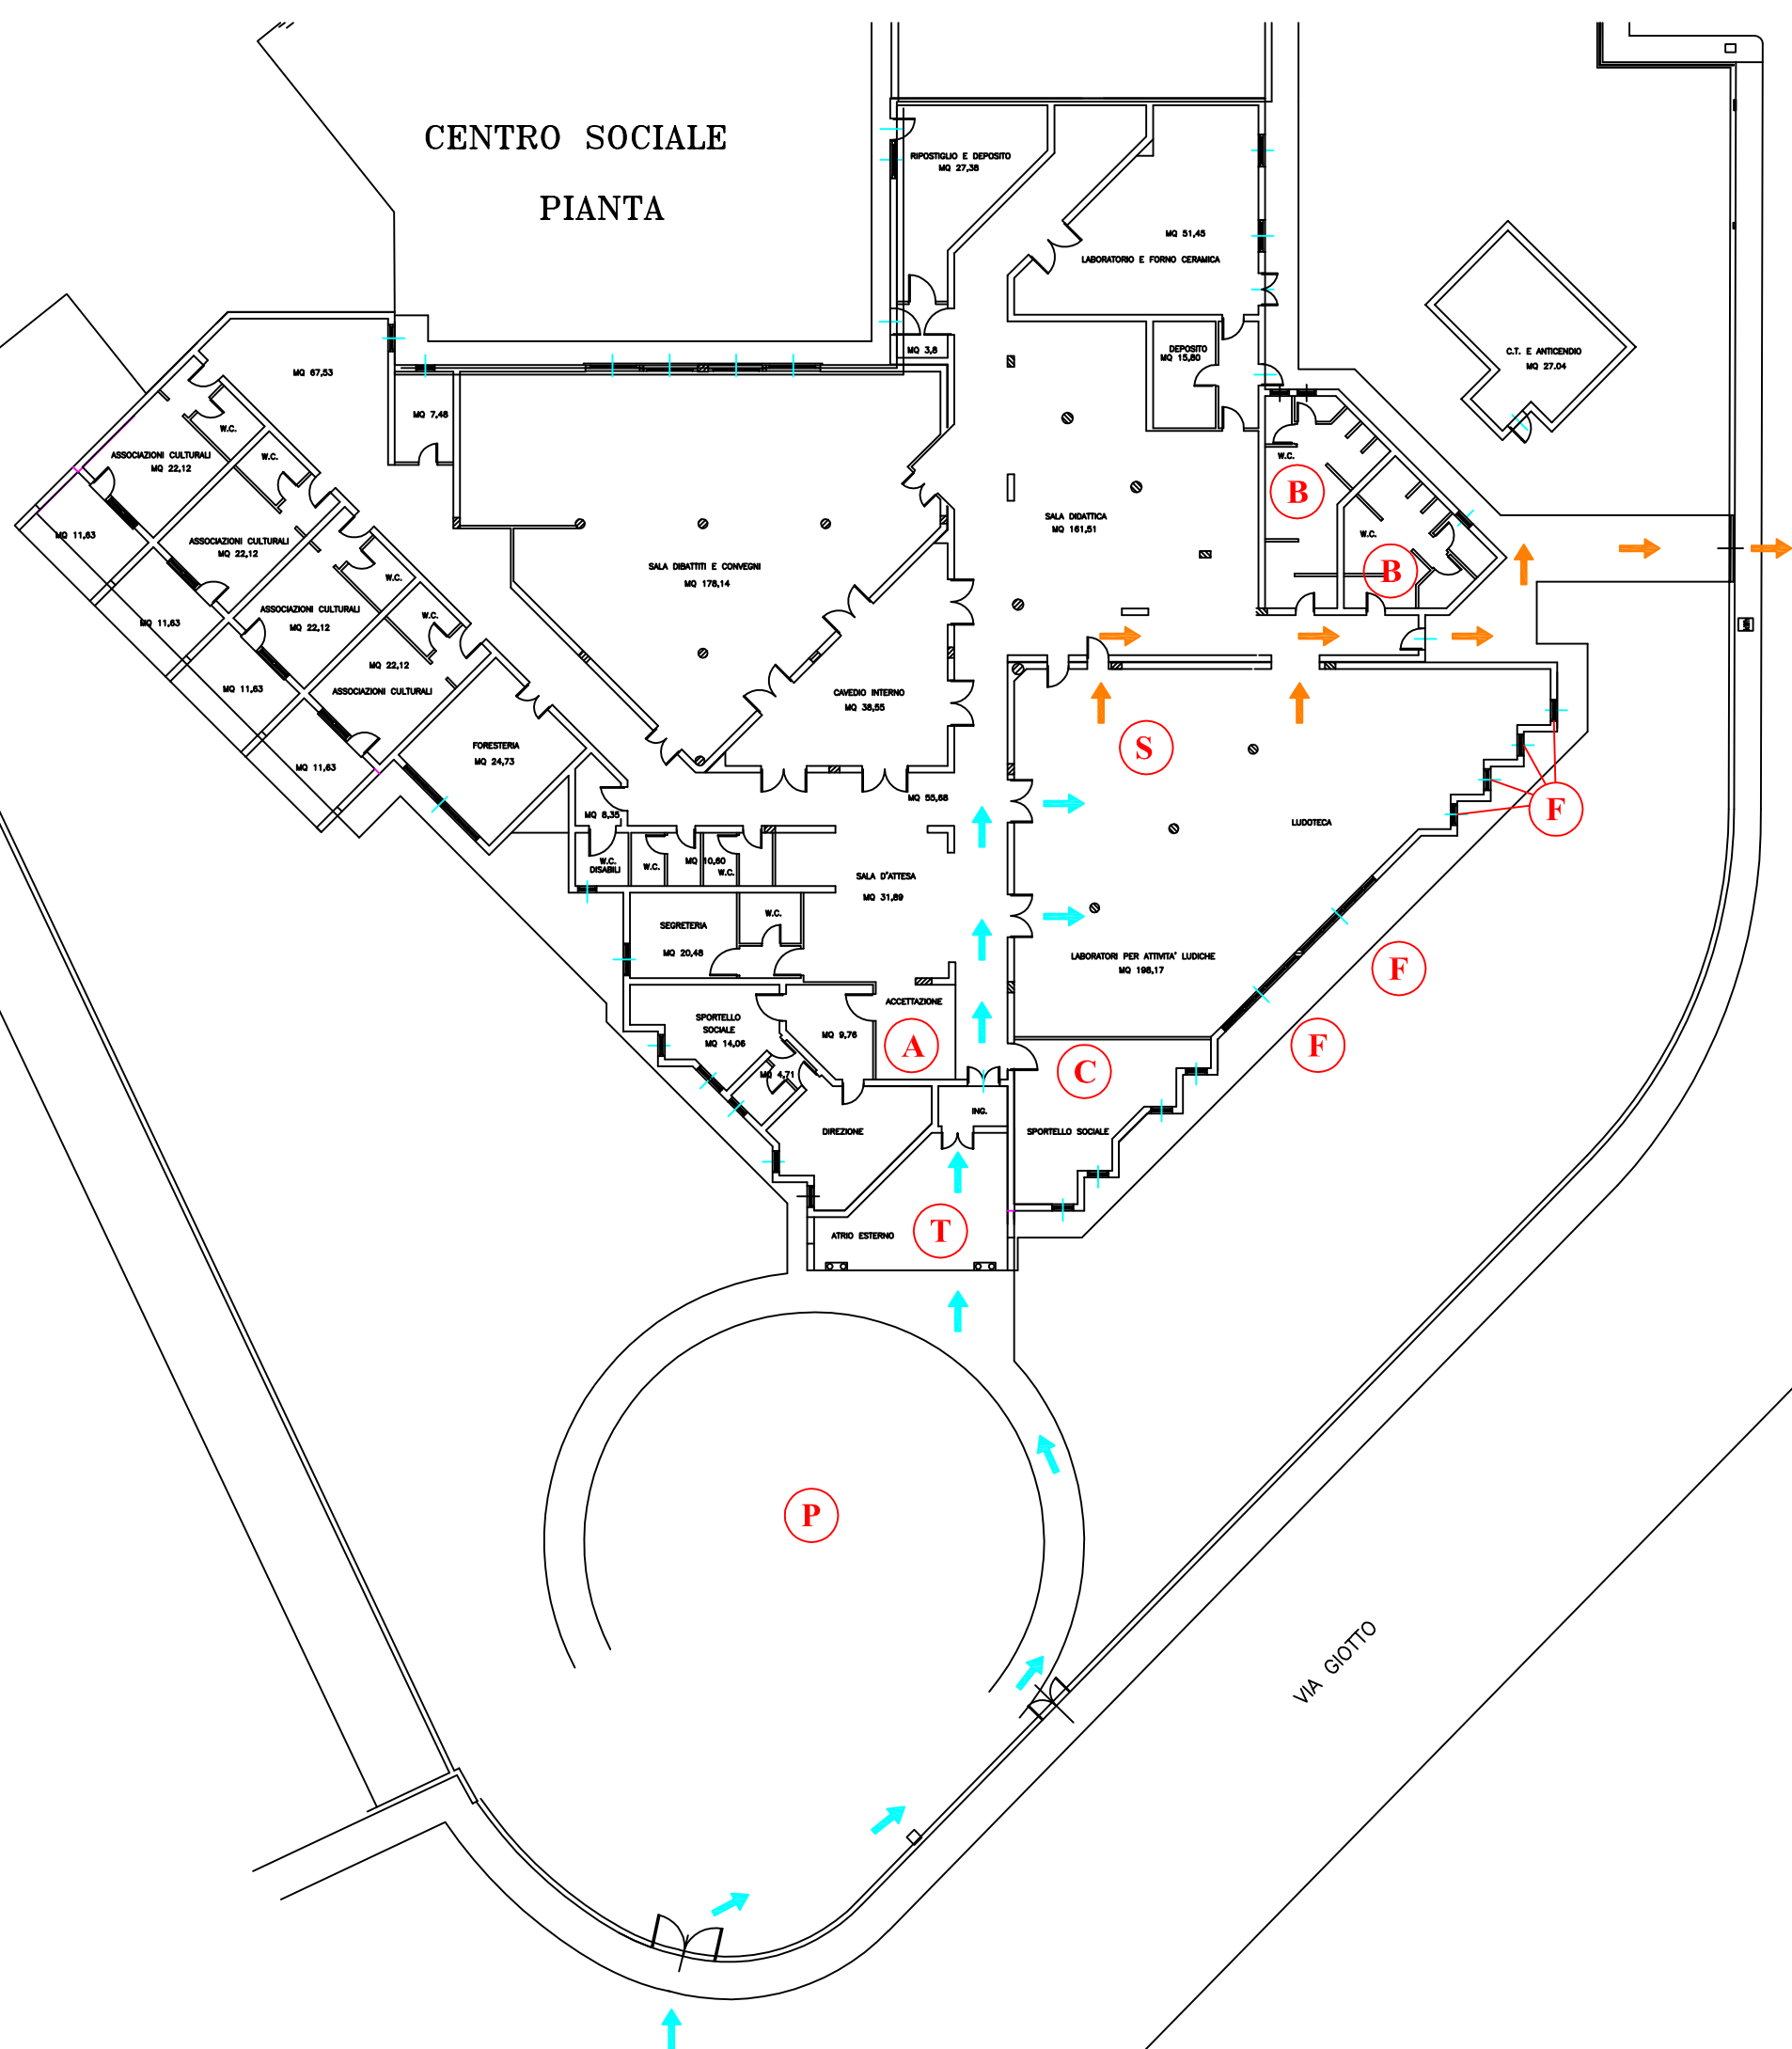 CENTRO SOCIALE
PIANTA
RIPOSTIGLIO E DEPOSITO
MQ 27,38
MQ 51,45
LABORATORIO E FORNO CERAMICA
MQ 3,8
DEPOSITO
MQ 15,80
C.T. E ANTICENDIO
MQ 27.04
MQ 67,53
MQ 7,48
W.C.
ASSOCIAZIONI CULTURALI
MQ 22,12
W.C.
W.C.
B
SALA DIDATTICA
MQ 161,51
MQ 11,63
ASSOCIAZIONI CULTURALI
MQ 22,12
W.C.
B
SALA DIBATTITI E CONVEGNI
MQ 178,14
W.C.
ASSOCIAZIONI CULTURALI
MQ 22,12
W.C.
MQ 11,63
MQ 22,12
ASSOCIAZIONI CULTURALI
MQ 11,63
CAVEDIO INTERNO
MQ 38,55
S
FORESTERIA
MQ 24,73
MQ 11,63
MQ 55,68
F
MQ 8,35
LUDOTECA
W.C.
DISABILI
W.C.
MQ 10,60
W.C.
SALA D'ATTESA
MQ 31,89
W.C.
SEGRETERIA
MQ 20,48
LABORATORI PER ATTIVITA' LUDICHE
MQ 198,17
F
ACCETTAZIONE
SPORTELLO
SOCIALE
MQ 14,06
MQ 9,76
A
F
C
MQ 4,71
ING.
DIREZIONE
SPORTELLO SOCIALE
T
ATRIO ESTERNO
P
VIA GIOTTO